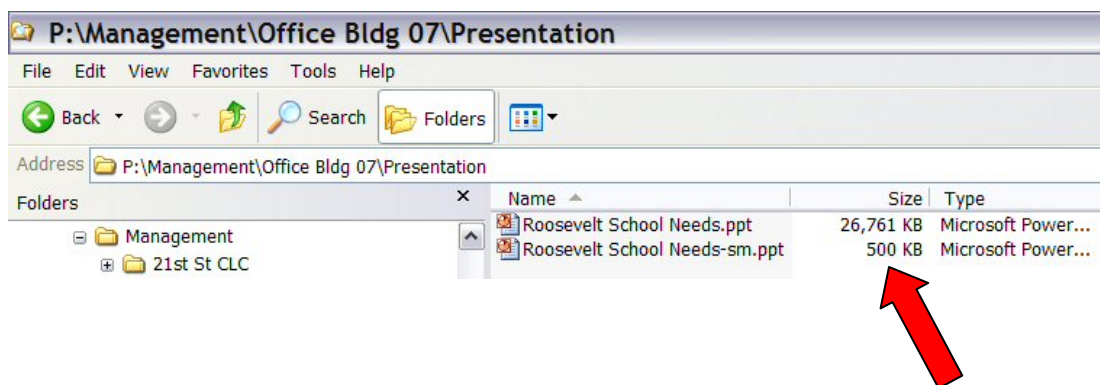 P:\Management\Office Bldg 07\Presentation
File Edit View Favorites Tools Help
Back Search Folders
Address P:\Management\Office Bldg 07\Presentation
Folders × Name Size Type
Roosevelt School Needs.ppt 26,761 KB Microsoft Power...
Management
Roosevelt School Needs-sm.ppt 500 KB Microsoft Power...
21st St CLC